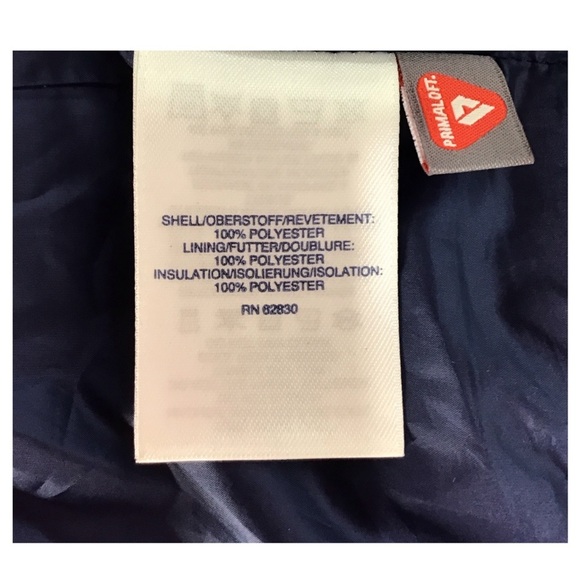 SHELL/OBERSTOFF/REVETEMENT:
100% POLYESTER
LINING/FUTTER/DOUBLURE:
100% POLYESTER
INSULATION/ISOLIERUNG/ISOLATION:
100% POLYESTER
RN 62830
PRIMALOFT.